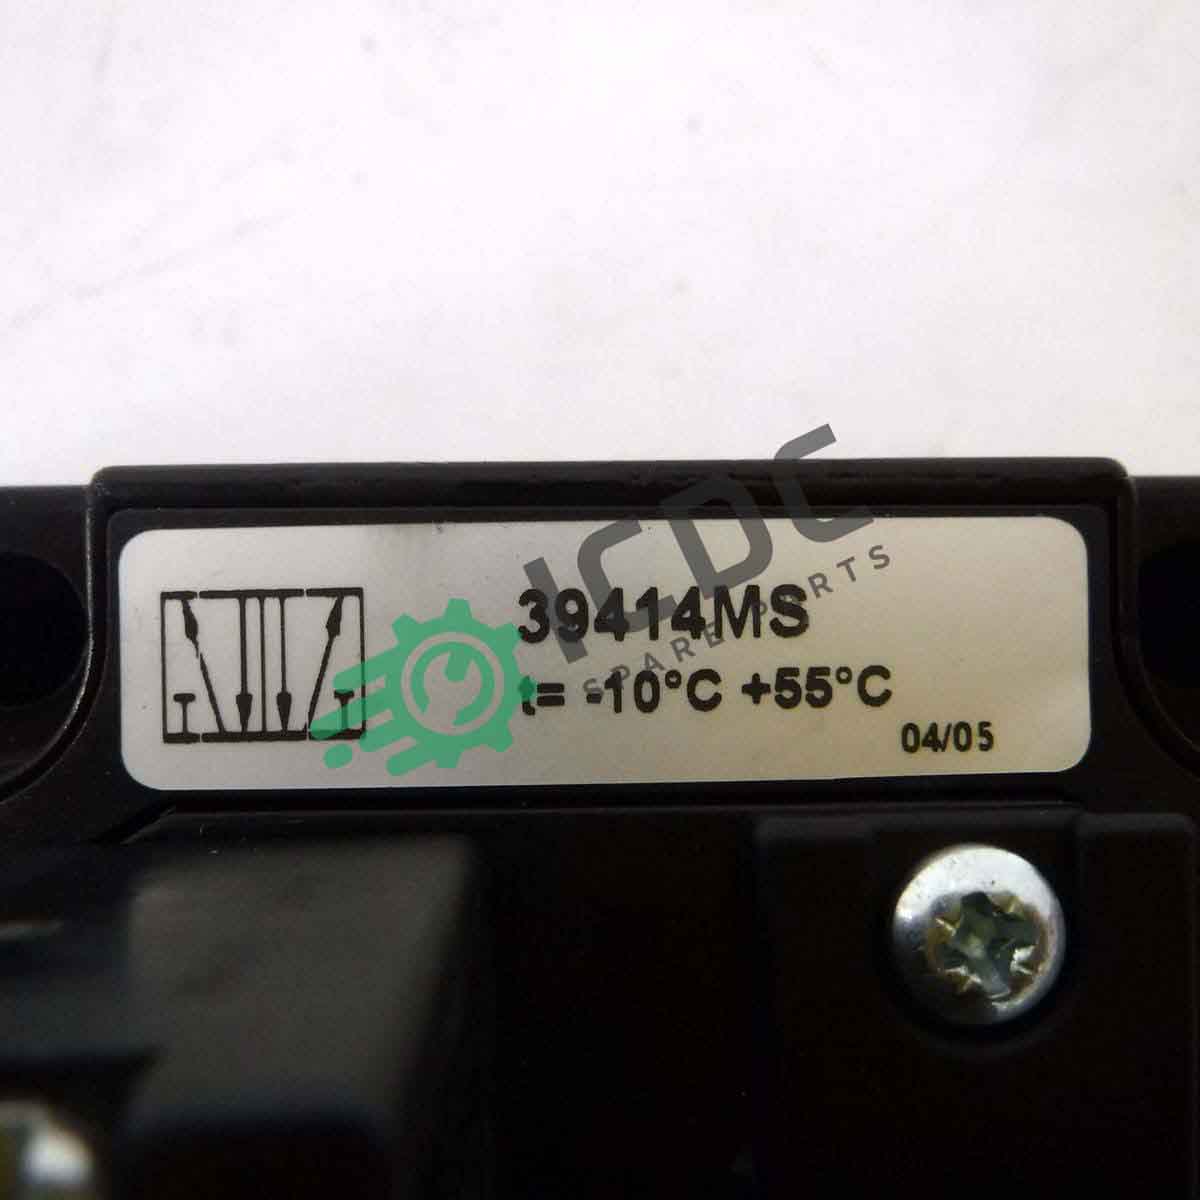 ICDC
SPARE PARTS
39414MS
t= -10°C +55°C
04/05